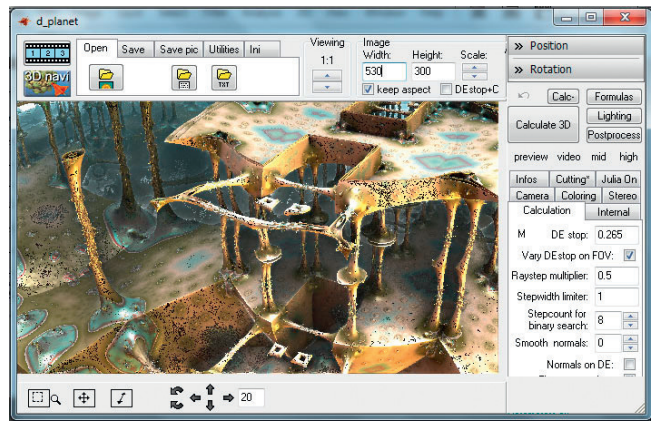 d_planet
Open Save Save pic Utilities Ini
Viewing
1:1
Image
Width: Height: Scale:
530 300
keep aspect DEstop+C
1 2 3
3D navi
TXT
» Position
» Rotation
Calc- Formulas
Calculate 3D Lighting
Postprocess
preview video mid high
Infos Cutting* Julia On
Camera Coloring Stereo
Calculation Internal
M DE stop: 0.265
Vary DEstop on FOV:
Raystep multiplier: 0.5
Stepwidth limiter: 1
Stepcount for
binary search: 8
Smooth normals: 0
Normals on DE:
20